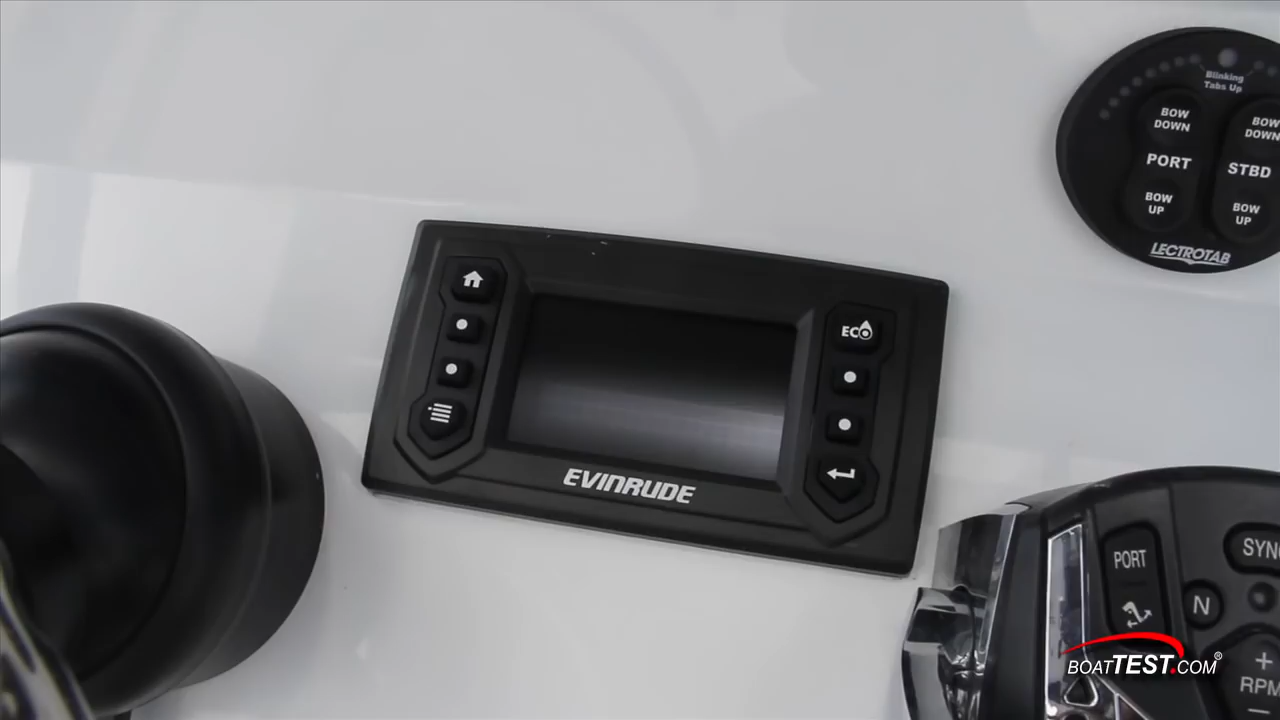 Blinking
Tabs Up
BOW
DOWN
BOW
DOWN
PORT
STBD
BOW
UP
BOW
UP
LECTROTAB
ECO
EVINRUDE
PORT
SYNC
N
+
RPM
−
BOATTEST.COM®